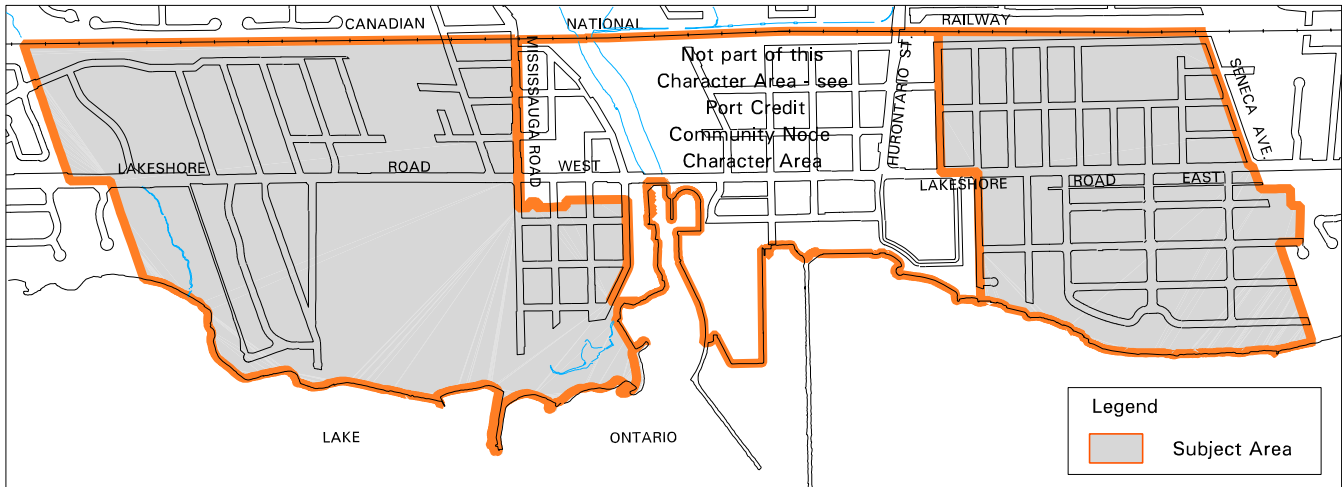 CANADIAN NATIONAL RAILWAY
MISSISSAUGA ROAD
HURONTARIO ST.
SENECA AVE.
Not part of this
Character Area - see
Port Credit
Community Node
Character Area
LAKESHORE ROAD WEST
LAKESHORE ROAD EAST
LAKE ONTARIO
Legend
Subject Area